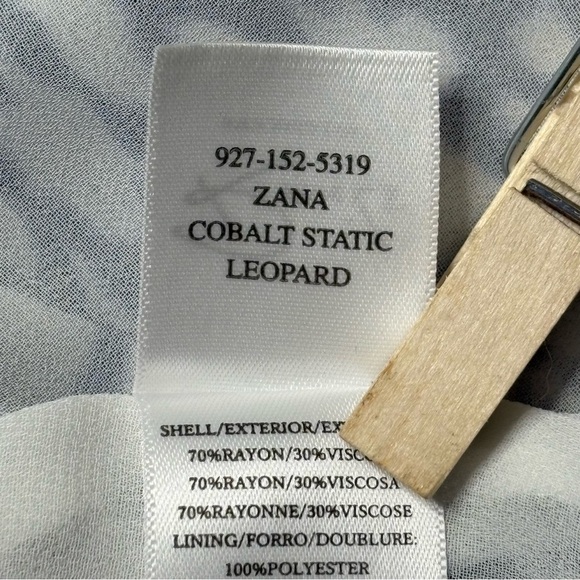 927-152-5319
ZANA
COBALT STATIC
LEOPARD
SHELL/EXTERIOR/EX
70%RAYON/30%VISC
70%RAYON/30%VISCOSA
70%RAYONNE/30%VISCOSE
LINING/FORRO/DOUBLURE:
100%POLYESTER